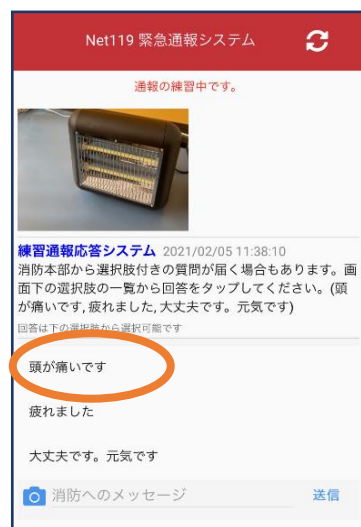 Net119 緊急通報システム
通報の練習中です。
練習通報応答システム 2021/02/05 11:38:10
消防本部から選択肢付きの質問が届く場合もあります。画
面下の選択肢の一覧から回答をタップしてください。(頭
が痛いです, 疲れました, 大丈夫です。元気です)
回答は下の選択肢から選択可能です
頭が痛いです
疲れました
大丈夫です。元気です
消防へのメッセージ 送信